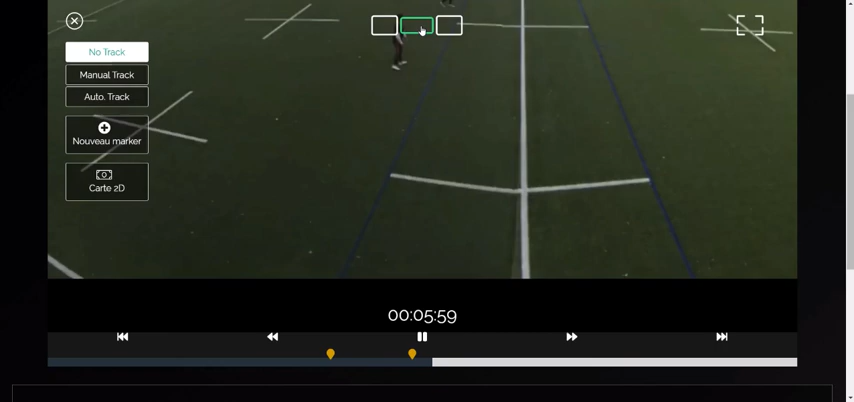 No Track
Manual Track
Auto. Track
Nouveau marker
Carte 2D
00:05:59